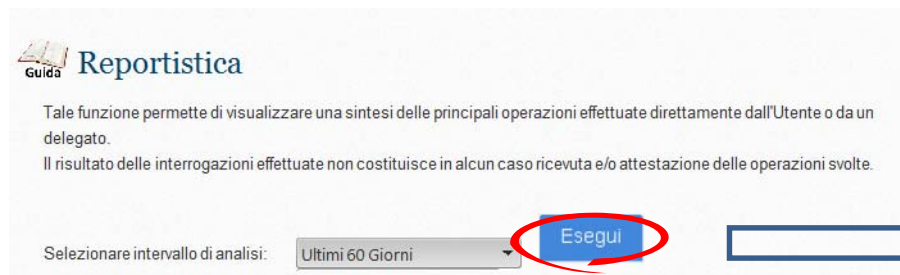 Guida
Reportistica
Tale funzione permette di visualizzare una sintesi delle principali operazioni effettuate direttamente dall'Utente o da un
delegato.
Il risultato delle interrogazioni effettuate non costituisce in alcun caso ricevuta e/o attestazione delle operazioni svolte.
Selezionare intervallo di analisi:
Ultimi 60 Giorni
Esegui